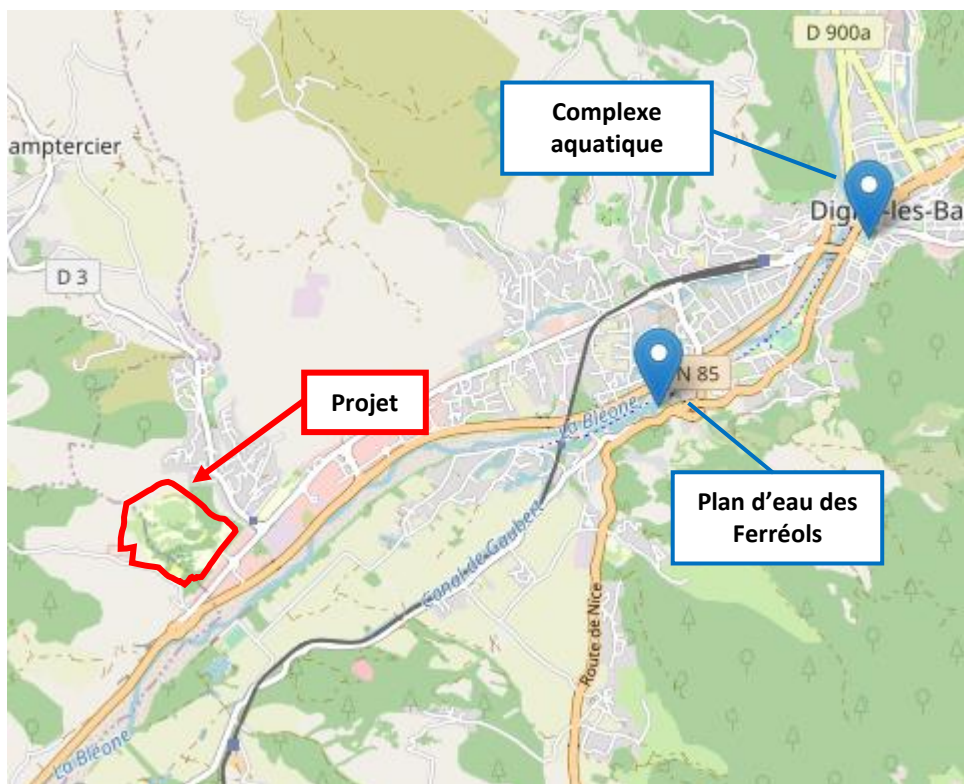 D 900a
Complexe
aquatique
amptercier
Dig
les-Ba
D 3
N 85
Projet
La Bléone
Plan d’eau des
Ferréols
Canal de Gaubert
Route de Nice
La Bléone